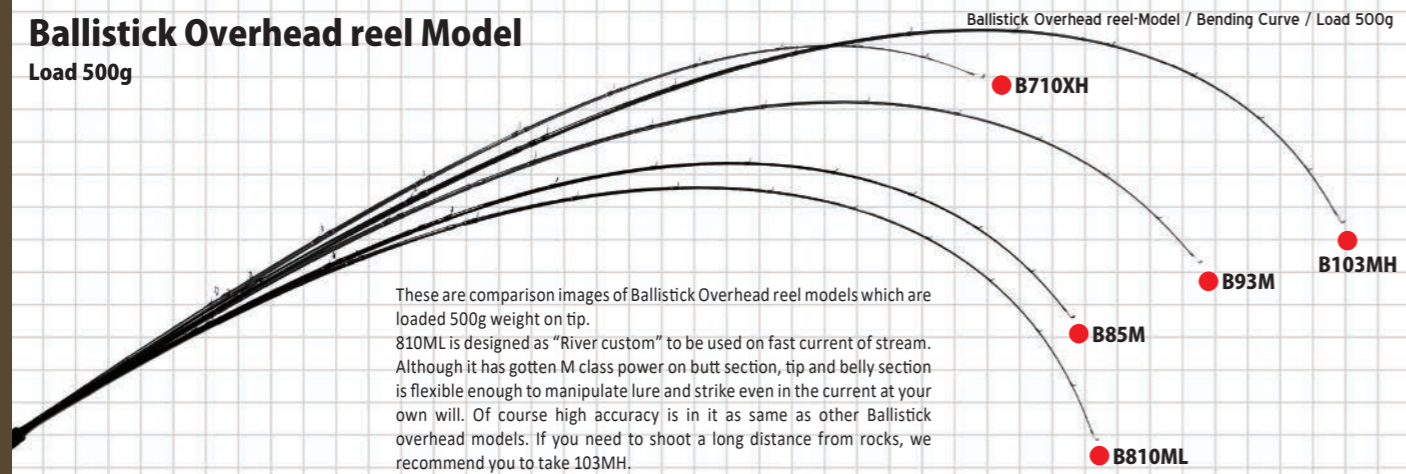 Ballistick Overhead reel Model
Load 500g
Ballistick Overhead reel-Model / Bending Curve / Load 500g
B710XH
B103MH
B93M
B85M
B810ML
These are comparison images of Ballistick Overhead reel models which are
loaded 500g weight on tip.
810ML is designed as “River custom” to be used on fast current of stream.
Although it has gotten M class power on butt section, tip and belly section
is flexible enough to manipulate lure and strike even in the current at your
own will. Of course high accuracy is in it as same as other Ballistick
overhead models. If you need to shoot a long distance from rocks, we
recommend you to take 103MH.